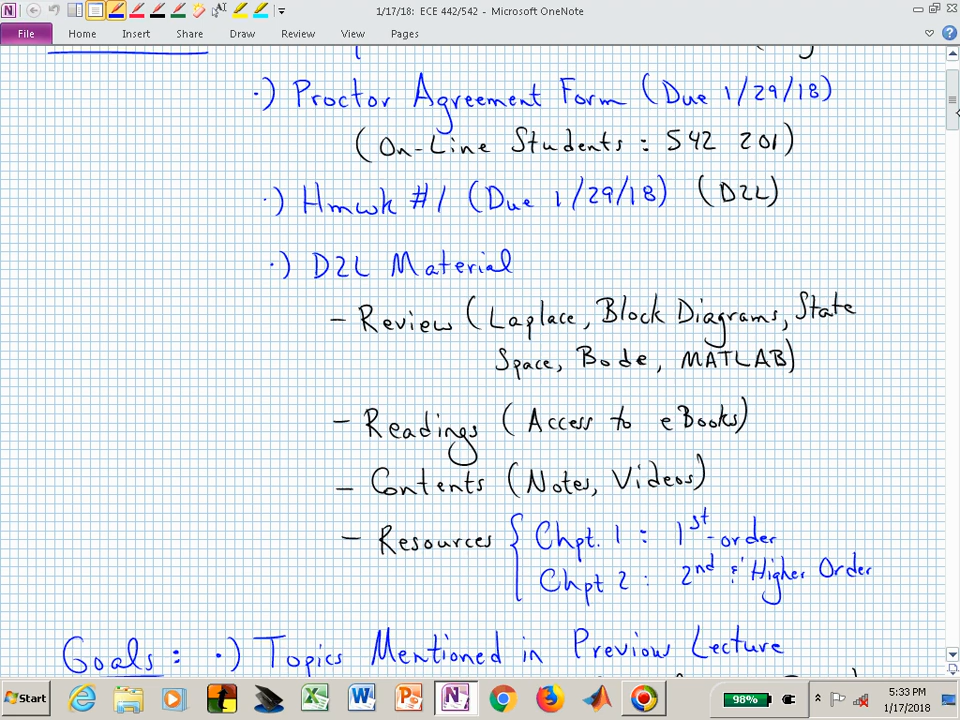 1/17/18: ECE 442/542 - Microsoft OneNote
File Home Insert Share Draw Review View Pages
·) Proctor Agreement Form (Due 1/29/18)
(On-Line Students : 542 201)
·) Hmwk #1 (Due 1/29/18) (D2L)
·) D2L Material
- Review (Laplace, Block Diagrams, State
Space, Bode, MATLAB)
- Readings (Access to eBooks)
- Contents (Notes, Videos)
- Resources { Chpt. 1 : 1st-order
Chpt 2 : 2nd & Higher Order
Goals : ·) Topics Mentioned in Previous Lecture
Start
98%
5:33 PM
1/17/2018